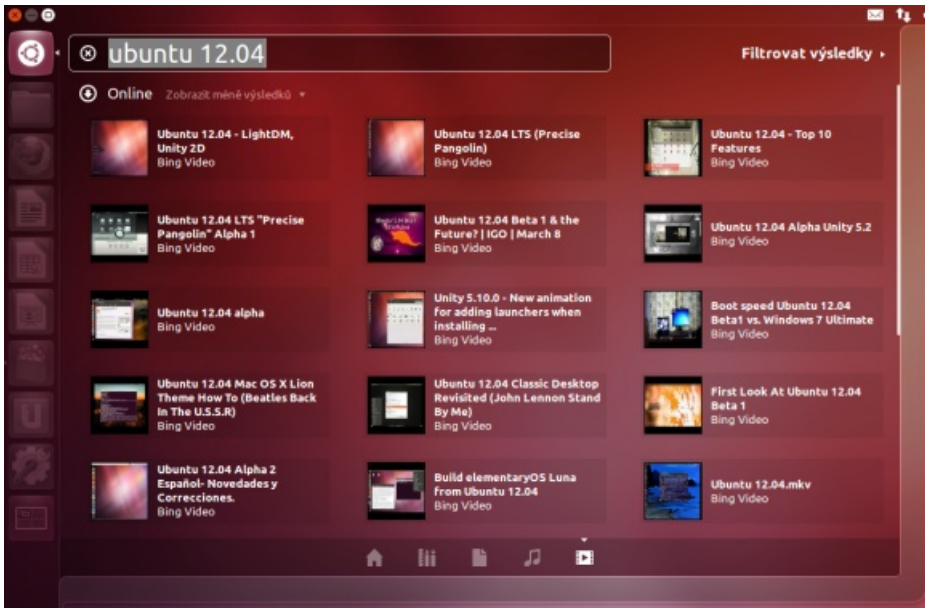 ubuntu 12.04
Filtrovat výsledky
Online Zobrazit méně výsledků
Ubuntu 12.04 - LightDM,
Unity 2D
Bing Video
Ubuntu 12.04 LTS (Precise
Pangolin)
Bing Video
Ubuntu 12.04 - Top 10
Features
Bing Video
Ubuntu 12.04 LTS "Precise
Pangolin" Alpha 1
Bing Video
Ubuntu 12.04 Beta 1 & the
Future? | IGO | March 8
Bing Video
Ubuntu 12.04 Alpha Unity 5.2
Bing Video
Ubuntu 12.04 alpha
Bing Video
Unity 5.10.0 - New animation
for adding launchers when
installing ...
Bing Video
Boot speed Ubuntu 12.04
Beta1 vs. Windows 7 Ultimate
Bing Video
Ubuntu 12.04 Mac OS X Lion
Theme How To (Beatles Back
In The U.S.S.R)
Bing Video
Ubuntu 12.04 Classic Desktop
Revisited (John Lennon Stand
By Me)
Bing Video
First Look At Ubuntu 12.04
Beta 1
Bing Video
Ubuntu 12.04 Alpha 2
Español- Novedades y
Correcciones.
Bing Video
Build elementaryOS Luna
from Ubuntu 12.04
Bing Video
Ubuntu 12.04.mkv
Bing Video